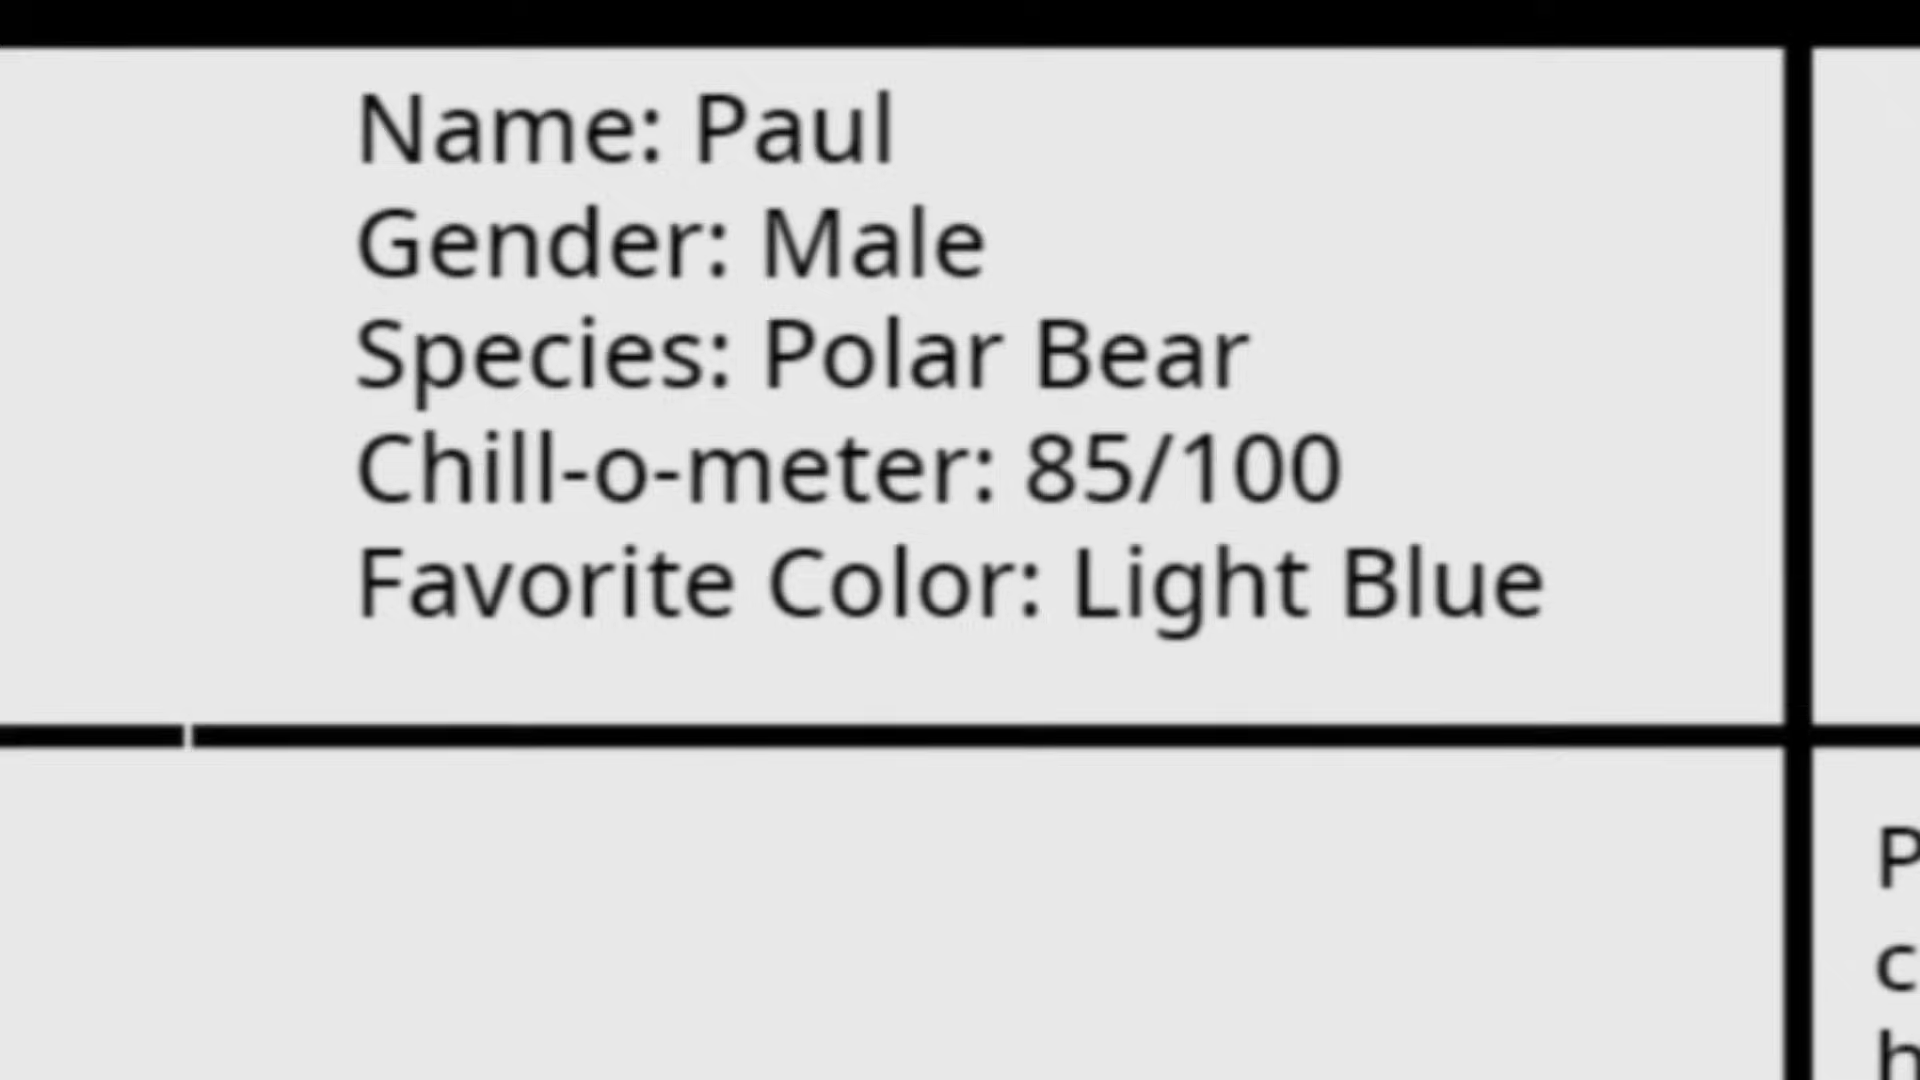 Name: Paul
Gender: Male
Species: Polar Bear
Chill-o-meter: 85/100
Favorite Color: Light Blue